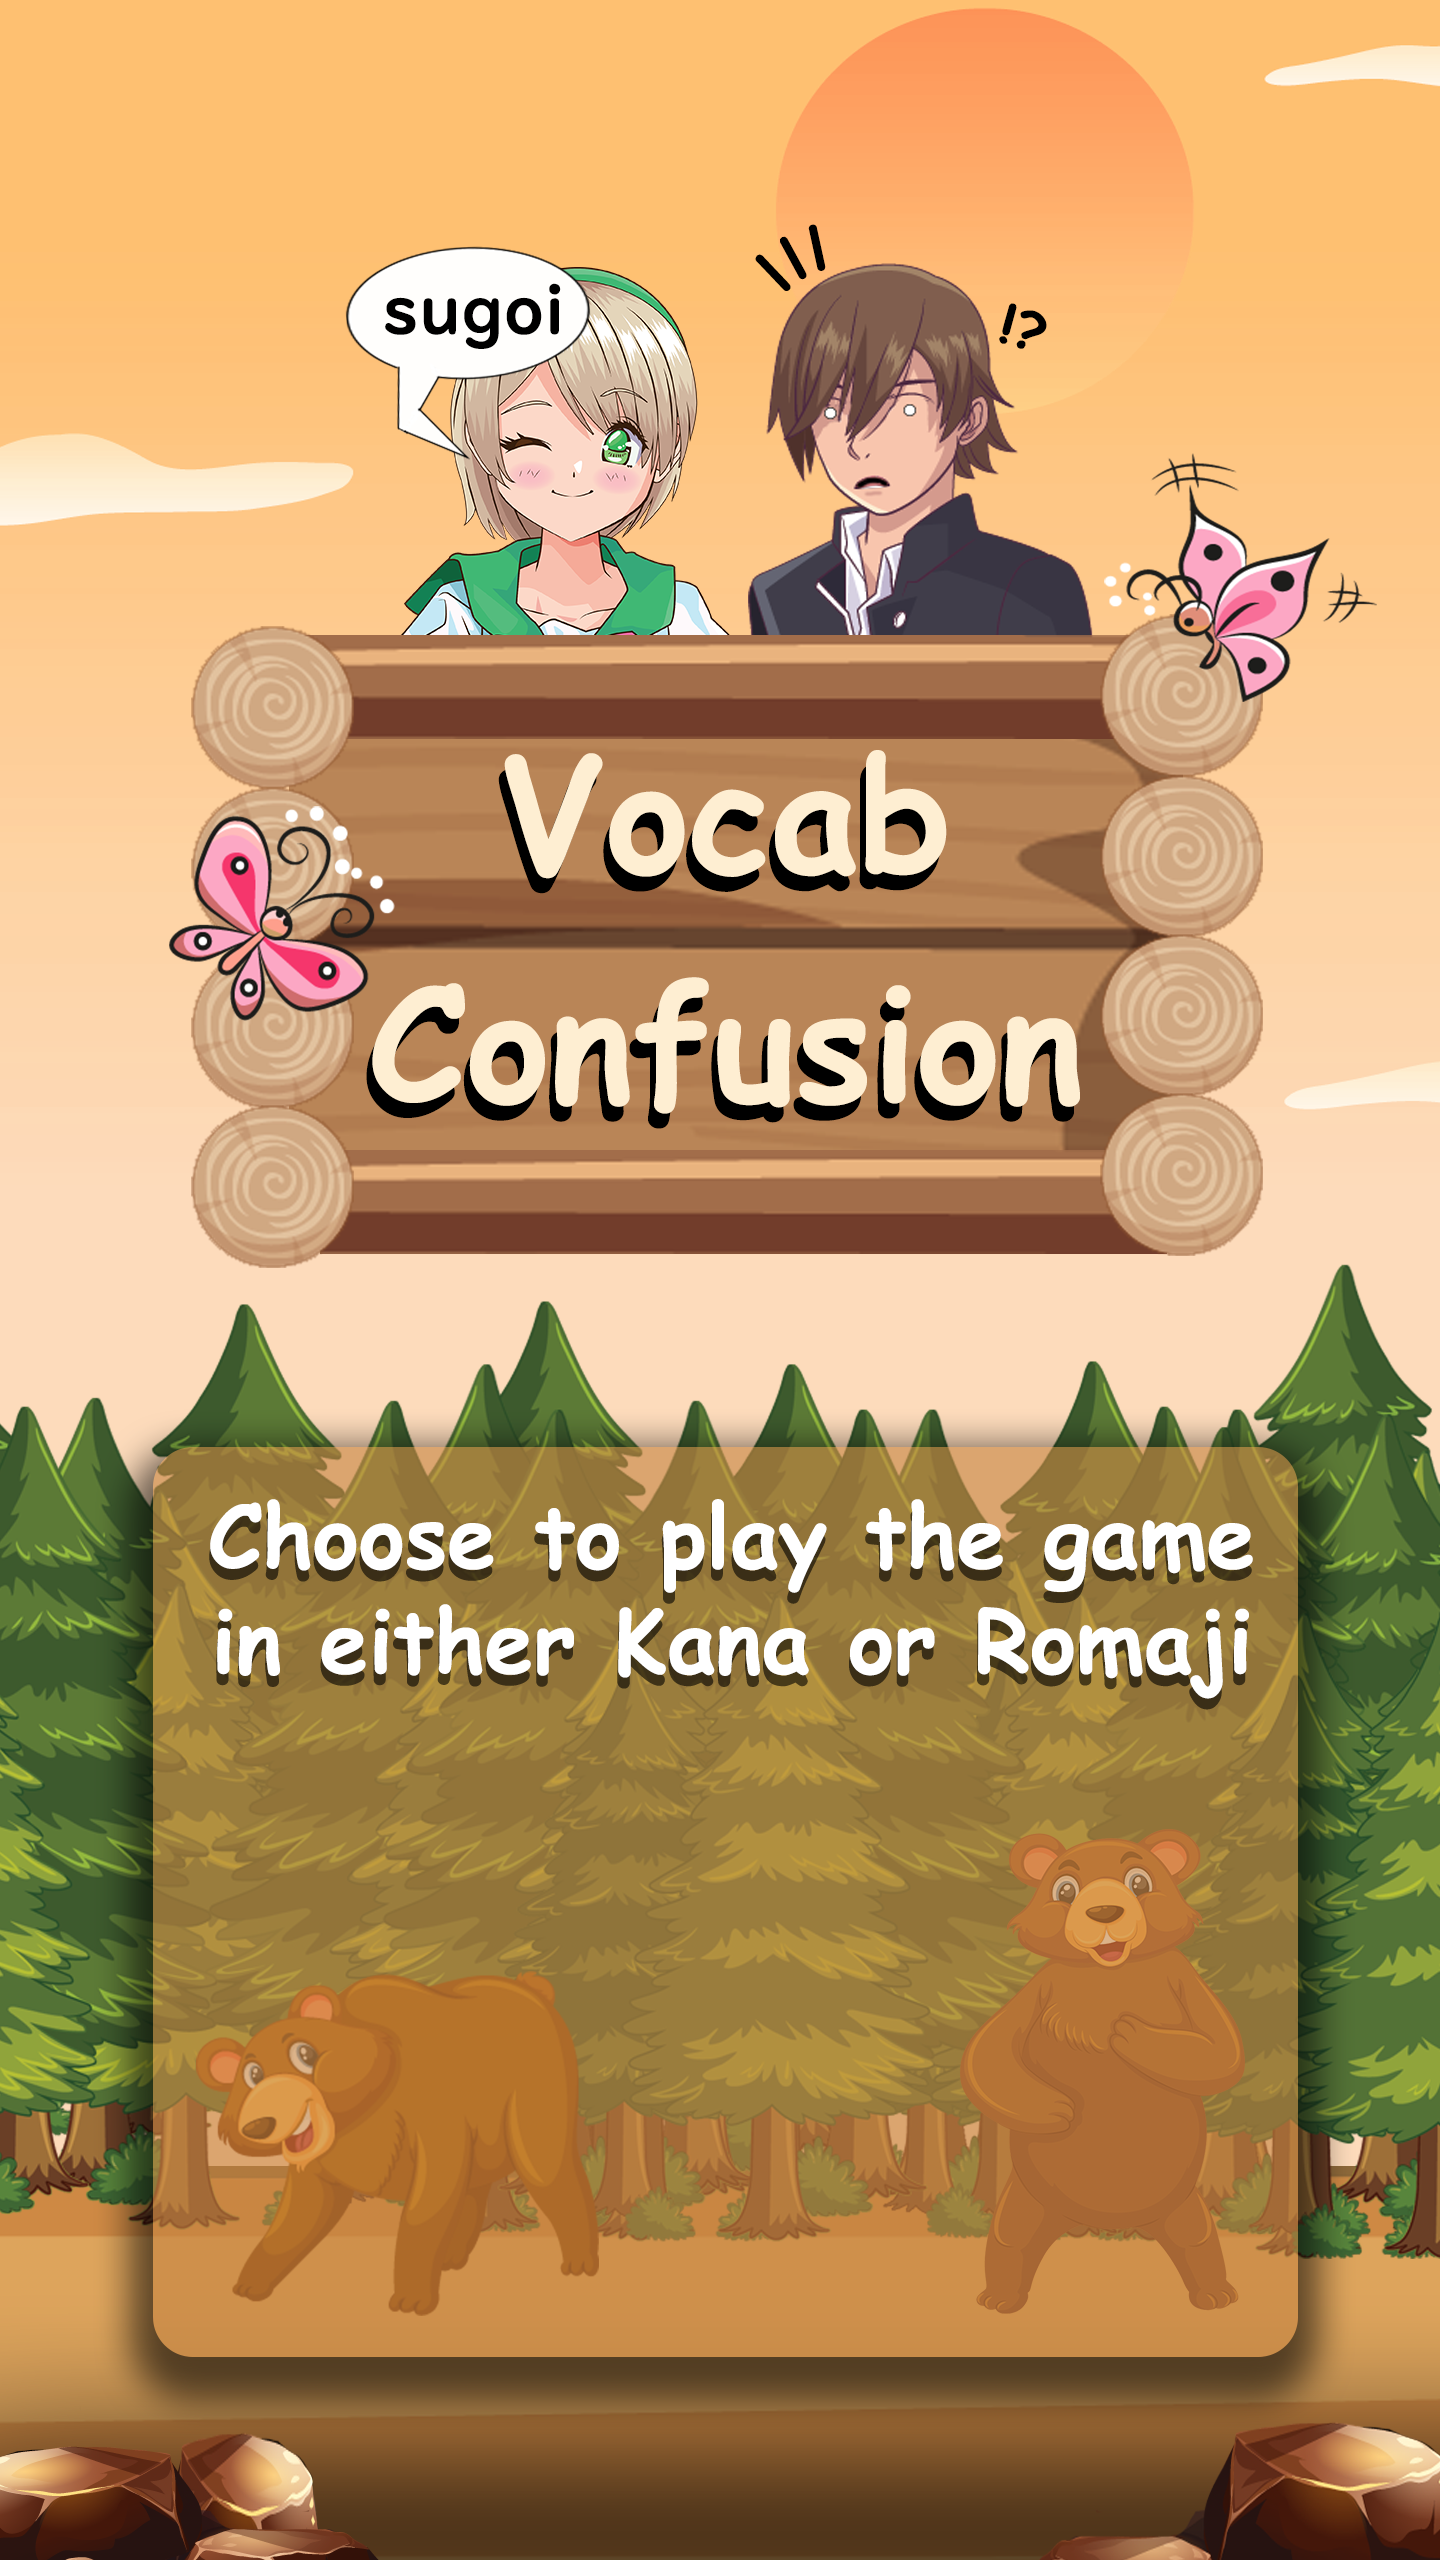 sugoi
!?
Vocab
Confusion
Choose to play the game
in either Kana or Romaji